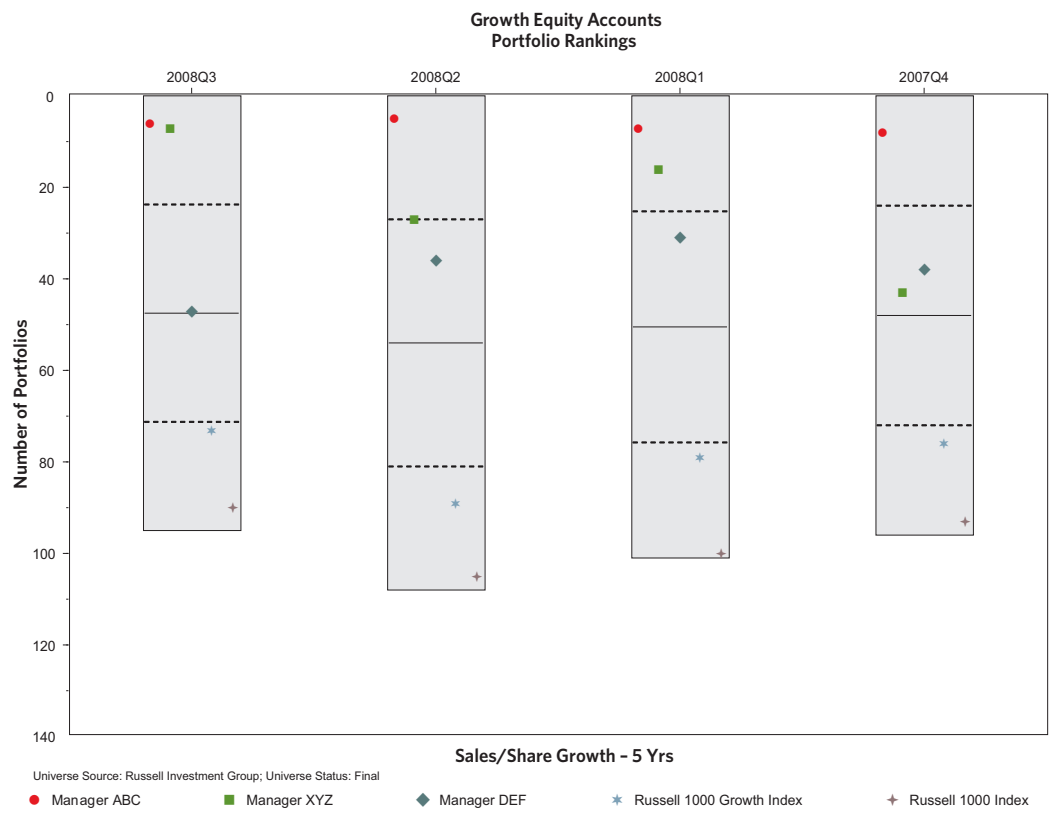 Growth Equity Accounts
Portfolio Rankings
2008Q3 2008Q2 2008Q1 2007Q4
0
20
40
60
80
100
120
140
Number of Portfolios
Sales/Share Growth – 5 Yrs
Universe Source: Russell Investment Group; Universe Status: Final
Manager ABC Manager XYZ Manager DEF Russell 1000 Growth Index Russell 1000 Index